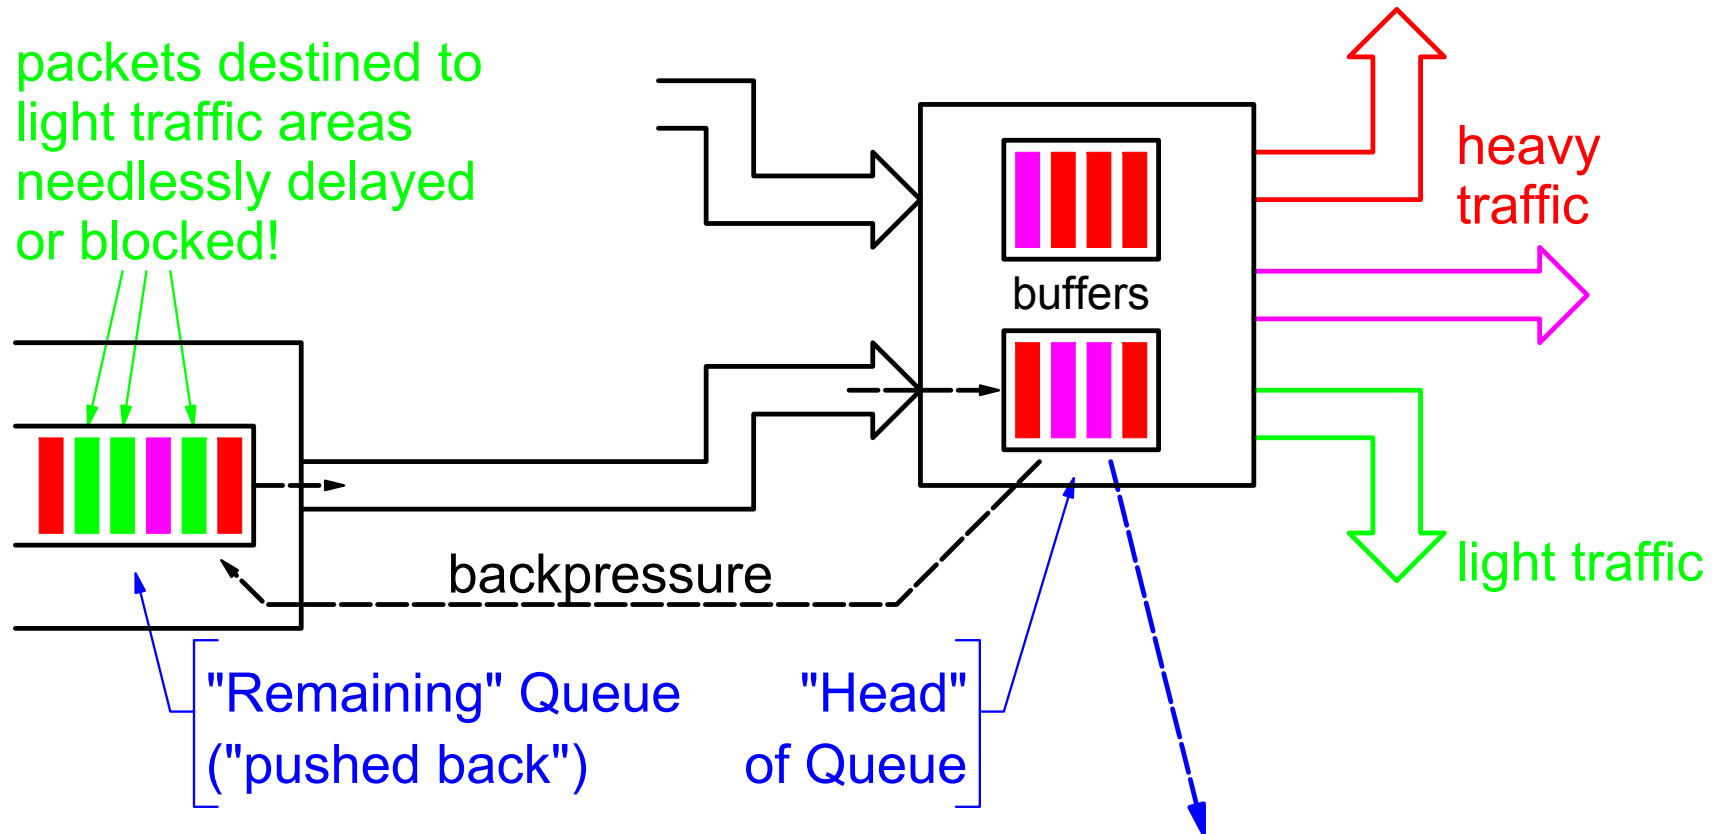 packets destined to
light traffic areas
needlessly delayed
or blocked!
heavy
traffic
buffers
light traffic
backpressure
"Remaining" Queue
("pushed back")
"Head"
of Queue